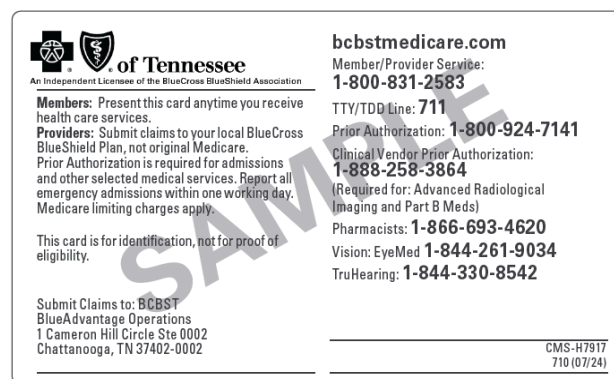 of Tennessee
An Independent Licensee of the BlueCross BlueShield Association
Members: Present this card anytime you receive
health care services.
Providers: Submit claims to your local BlueCross
BlueShield Plan, not original Medicare.
Prior Authorization is required for admissions
and other selected medical services. Report all
emergency admissions within one working day.
Medicare limiting charges apply.
This card is for identification, not for proof of
eligibility.
Submit Claims to: BCBST
BlueAdvantage Operations
1 Cameron Hill Circle Ste 0002
Chattanooga, TN 37402-0002
bcbstmedicare.com
Member/Provider Service:
1-800-831-2583
TTY/TDD Line: 711
Prior Authorization: 1-800-924-7141
Clinical Vendor Prior Authorization:
1-888-258-3864
(Required for: Advanced Radiological
Imaging and Part B Meds)
Pharmacists: 1-866-693-4620
Vision: EyeMed 1-844-261-9034
TruHearing: 1-844-330-8542
CMS-H7917
710 (07/24)
SAMPLE